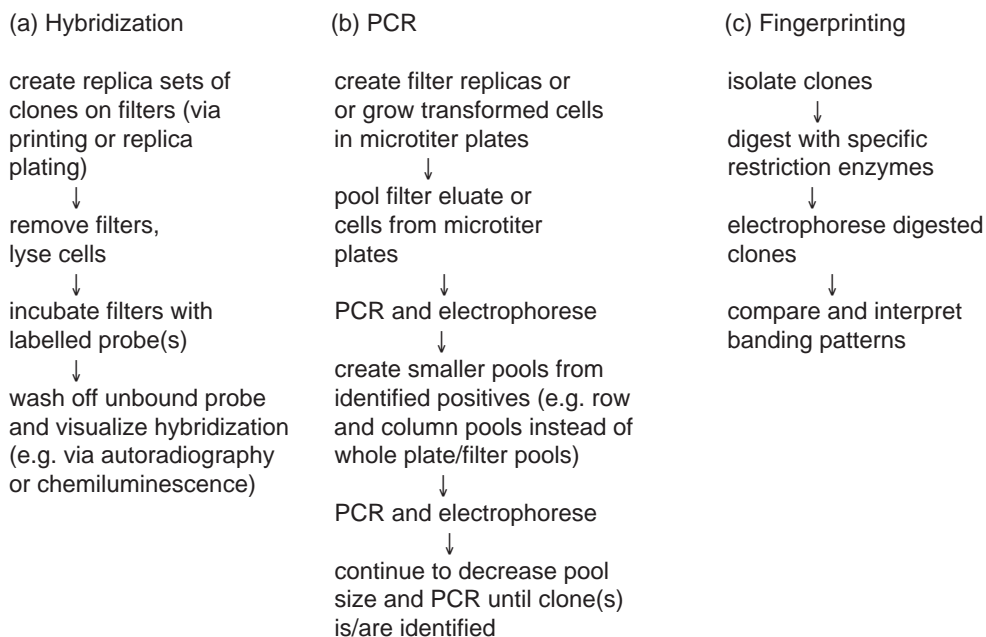 (a) Hybridization
create replica sets of
clones on filters (via
printing or replica
plating)
↓
remove filters,
lyse cells
↓
incubate filters with
labelled probe(s)
↓
wash off unbound probe
and visualize hybridization
(e.g. via autoradiography
or chemiluminescence)
(b) PCR
create filter replicas or
or grow transformed cells
in microtiter plates
↓
pool filter eluate or
cells from microtiter
plates
↓
PCR and electrophorese
↓
create smaller pools from
identified positives (e.g. row
and column pools instead of
whole plate/filter pools)
↓
PCR and electrophorese
↓
continue to decrease pool
size and PCR until clone(s)
is/are identified
(c) Fingerprinting
isolate clones
↓
digest with specific
restriction enzymes
↓
electrophorese digested
clones
↓
compare and interpret
banding patterns